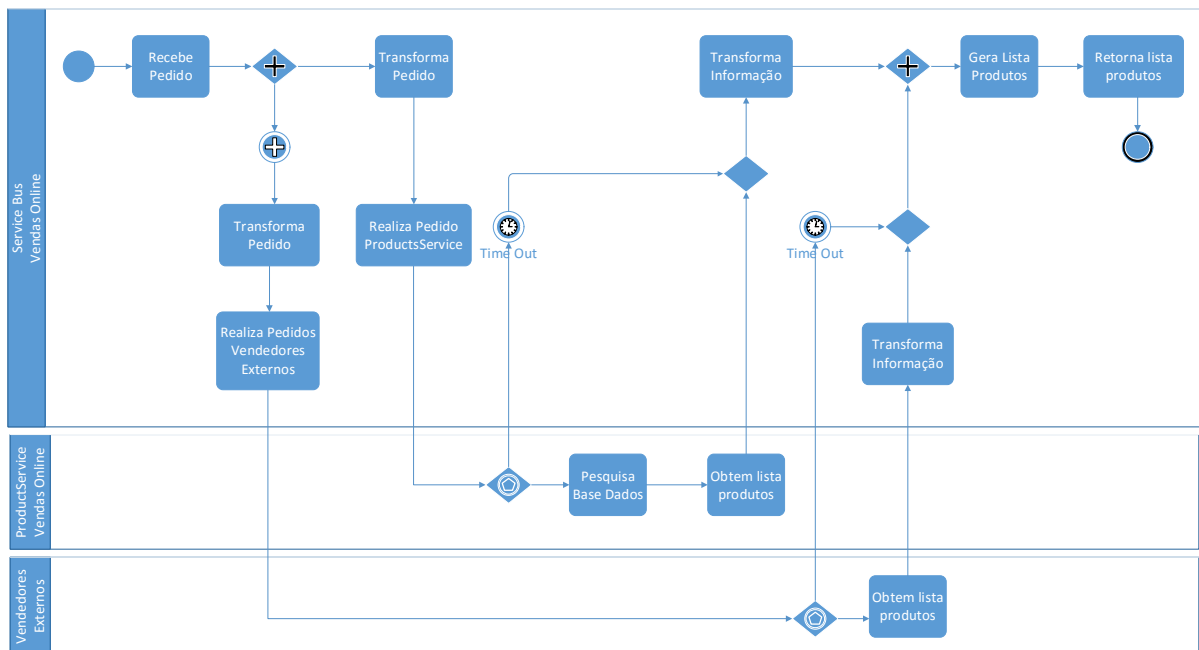 Service Bus
Vendas Online
Recebe
Pedido
Transforma
Pedido
Transforma
Informação
Gera Lista
Produtos
Retorna lista
produtos
Transforma
Pedido
Realiza Pedido
ProductsService
Time Out
Time Out
Realiza Pedidos
Vendedores
Externos
Transforma
Informação
ProductService
Vendas Online
Pesquisa
Base Dados
Obtem lista
produtos
Vendedores
Externos
Obtem lista
produtos